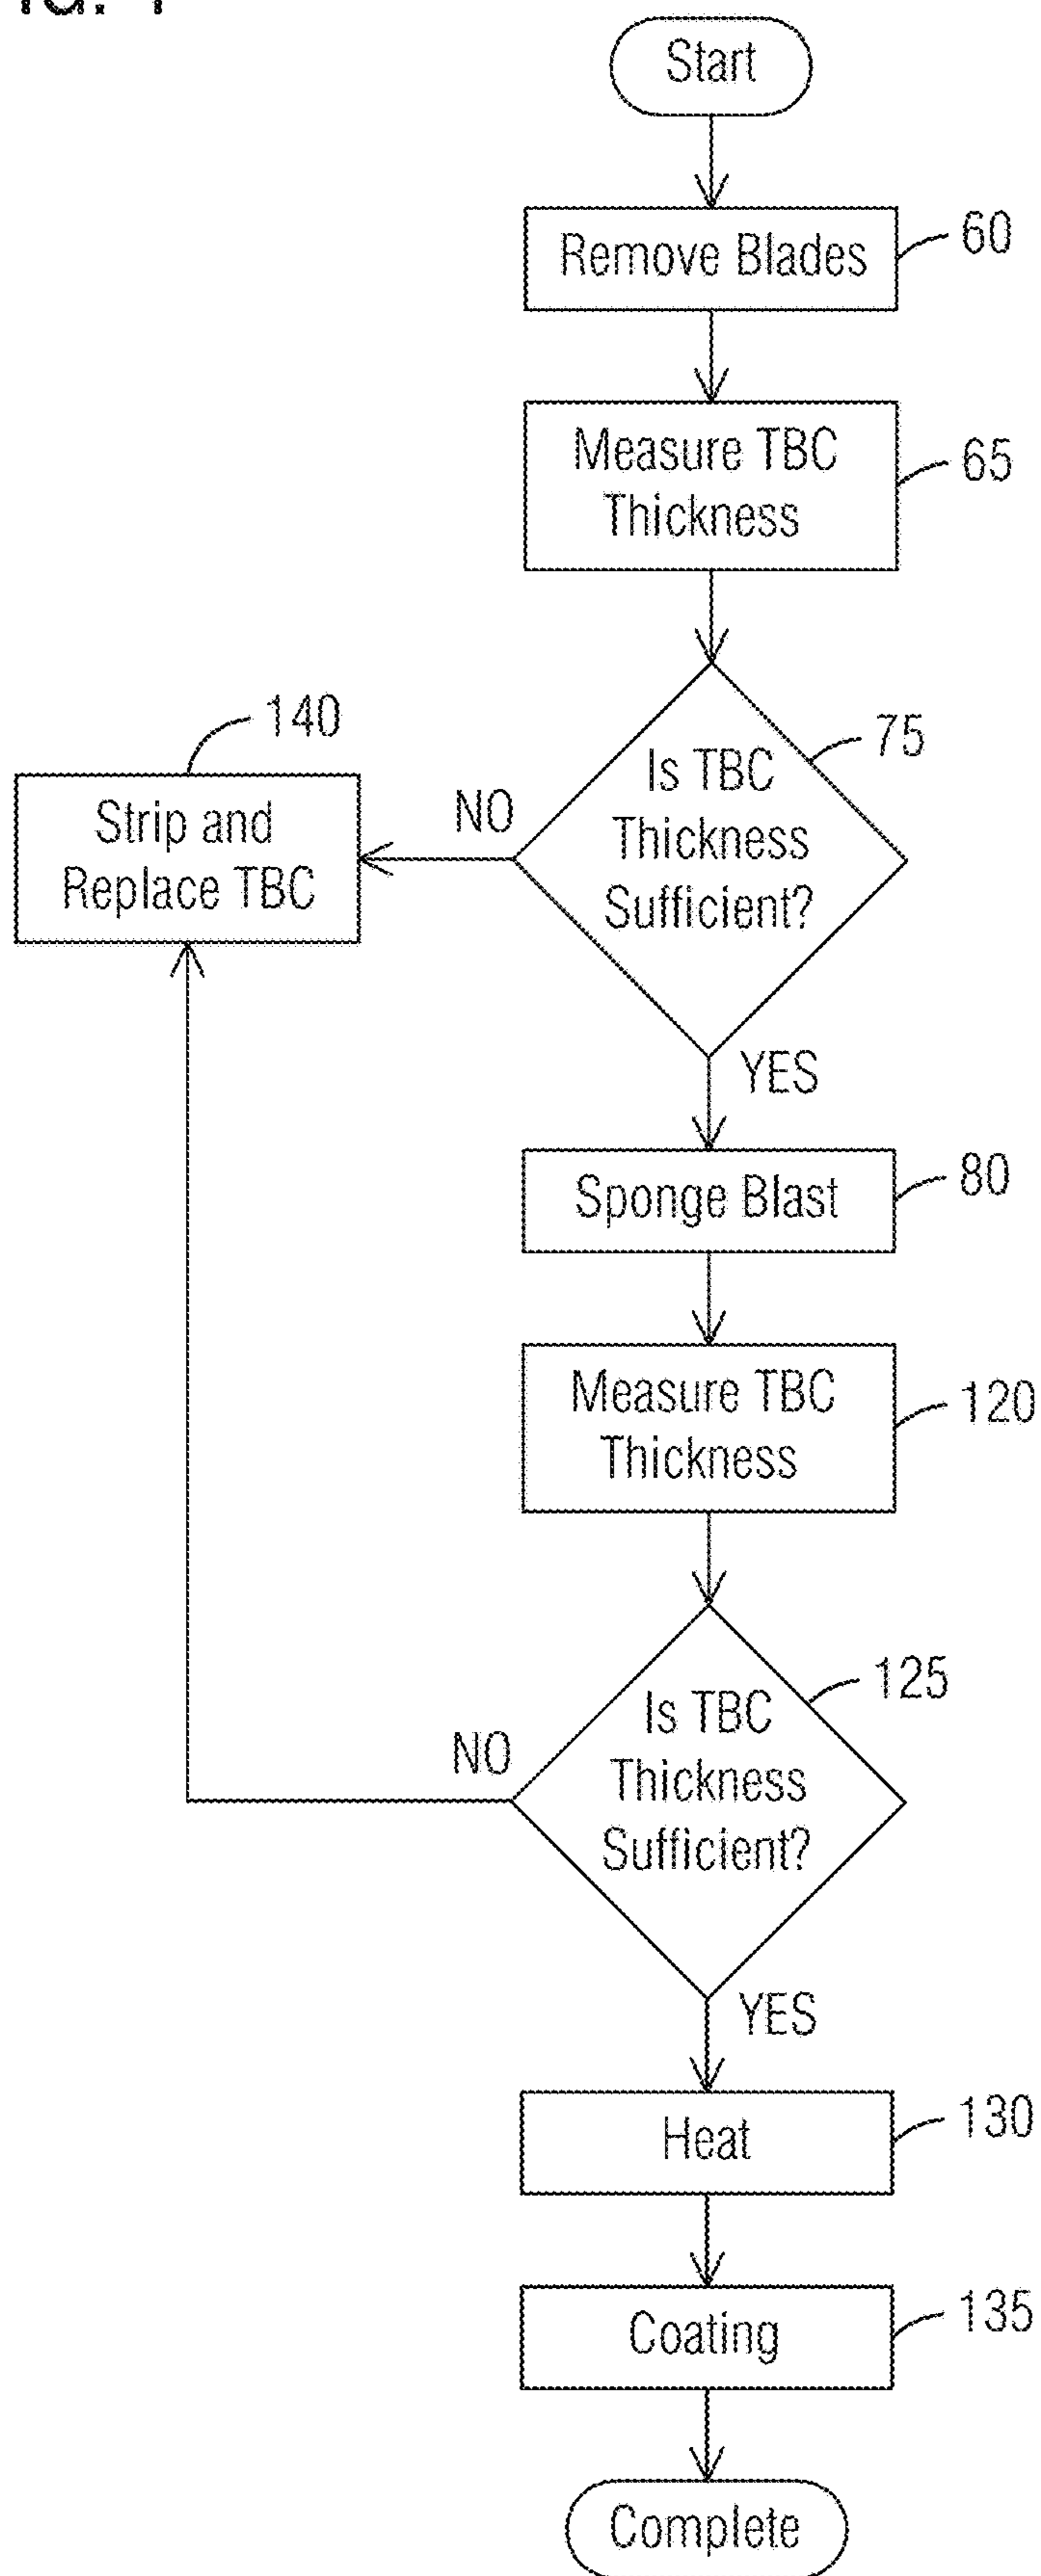 Start
Remove Blades
60
Measure TBC
Thickness
65
140
Strip and
Replace TBC
NO
Is TBC
Thickness
Sufficient?
75
YES
Sponge Blast
80
Measure TBC
Thickness
120
Is TBC
Thickness
Sufficient?
125
NO
YES
Heat
130
Coating
135
Complete